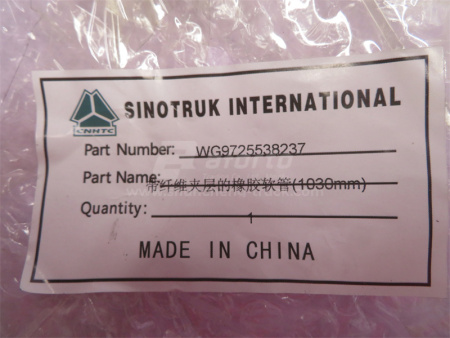 SINOTRUK INTERNATIONAL
CNHTC
Part Number: WG9725538237
Part Name: 带纤维夹层的橡胶软管(1030mm)
Quantity: 1
MADE IN CHINA